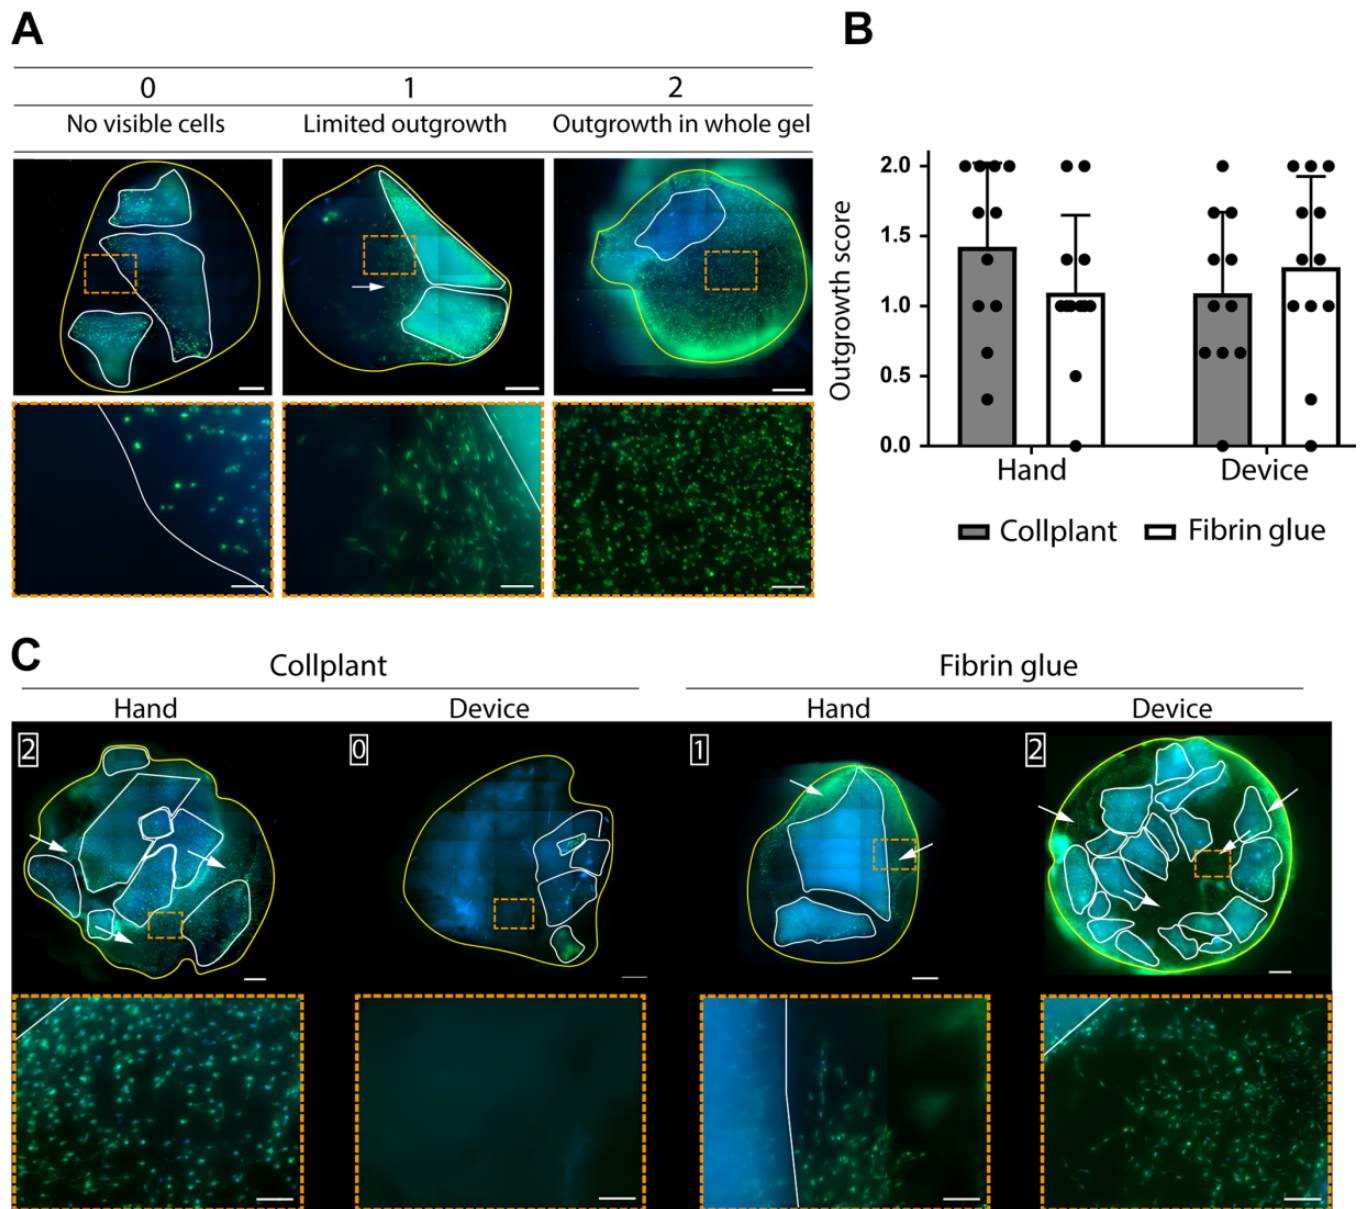 A
0 1 2
No visible cells Limited outgrowth Outgrowth in whole gel
B
Outgrowth score
2.0
1.5
1.0
0.5
0.0
Hand Device
Collplant Fibrin glue
C
Collplant Fibrin glue
Hand Device Hand Device
2 0 1 2